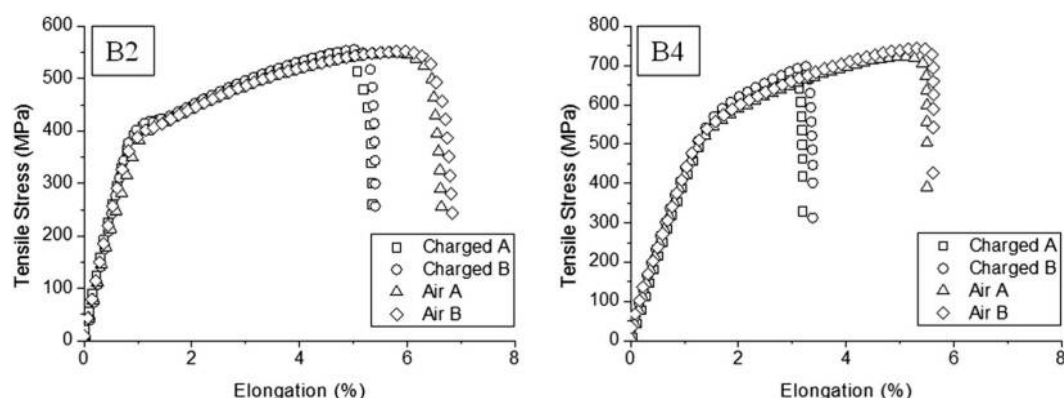 B2
Tensile Stress (MPa)
600
500
400
300
200
100
0
0 2 4 6 8
Elongation (%)
Charged A
Charged B
Air A
Air B
B4
Tensile Stress (MPa)
800
700
600
500
400
300
200
100
0
0 2 4 6 8
Elongation (%)
Charged A
Charged B
Air A
Air B